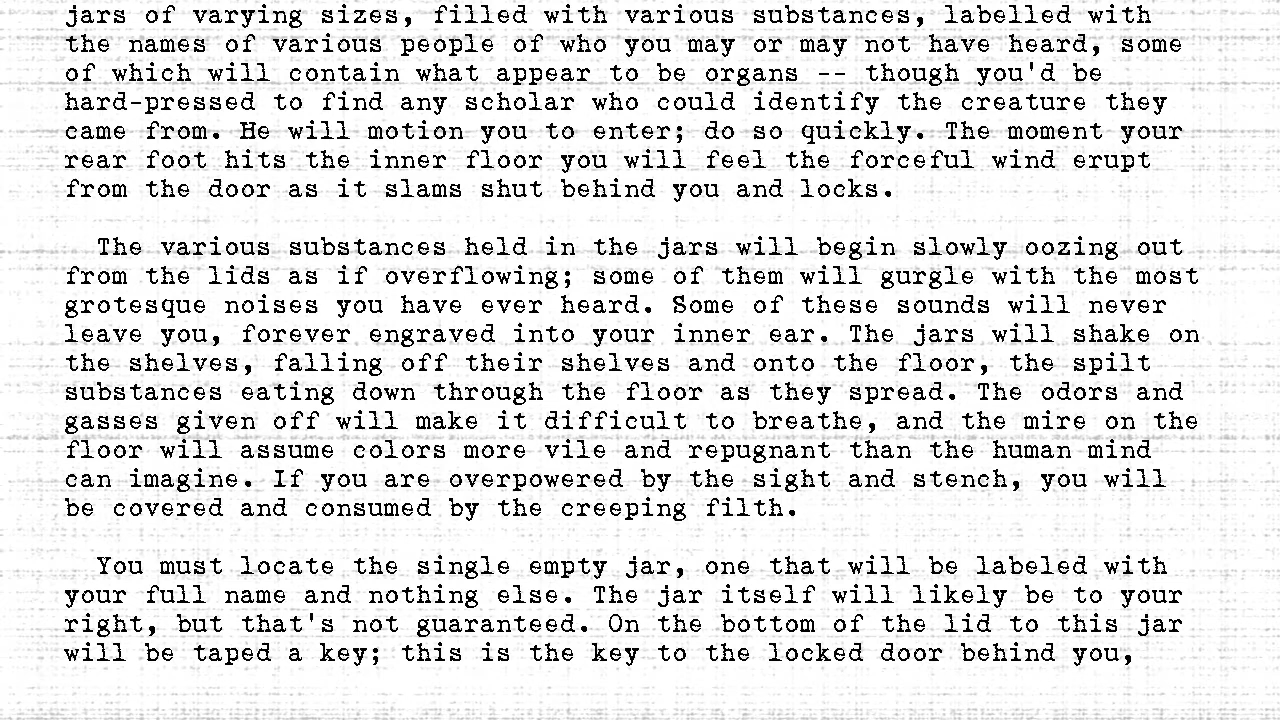 jars of varying sizes, filled with various substances, labelled with
the names of various people of who you may or may not have heard, some
of which will contain what appear to be organs -- though you'd be
hard-pressed to find any scholar who could identify the creature they
came from. He will motion you to enter; do so quickly. The moment your
rear foot hits the inner floor you will feel the forceful wind erupt
from the door as it slams shut behind you and locks.
The various substances held in the jars will begin slowly oozing out
from the lids as if overflowing; some of them will gurgle with the most
grotesque noises you have ever heard. Some of these sounds will never
leave you, forever engraved into your inner ear. The jars will shake on
the shelves, falling off their shelves and onto the floor, the spilt
substances eating down through the floor as they spread. The odors and
gasses given off will make it difficult to breathe, and the mire on the
floor will assume colors more vile and repugnant than the human mind
can imagine. If you are overpowered by the sight and stench, you will
be covered and consumed by the creeping filth.
You must locate the single empty jar, one that will be labeled with
your full name and nothing else. The jar itself will likely be to your
right, but that's not guaranteed. On the bottom of the lid to this jar
will be taped a key; this is the key to the locked door behind you,